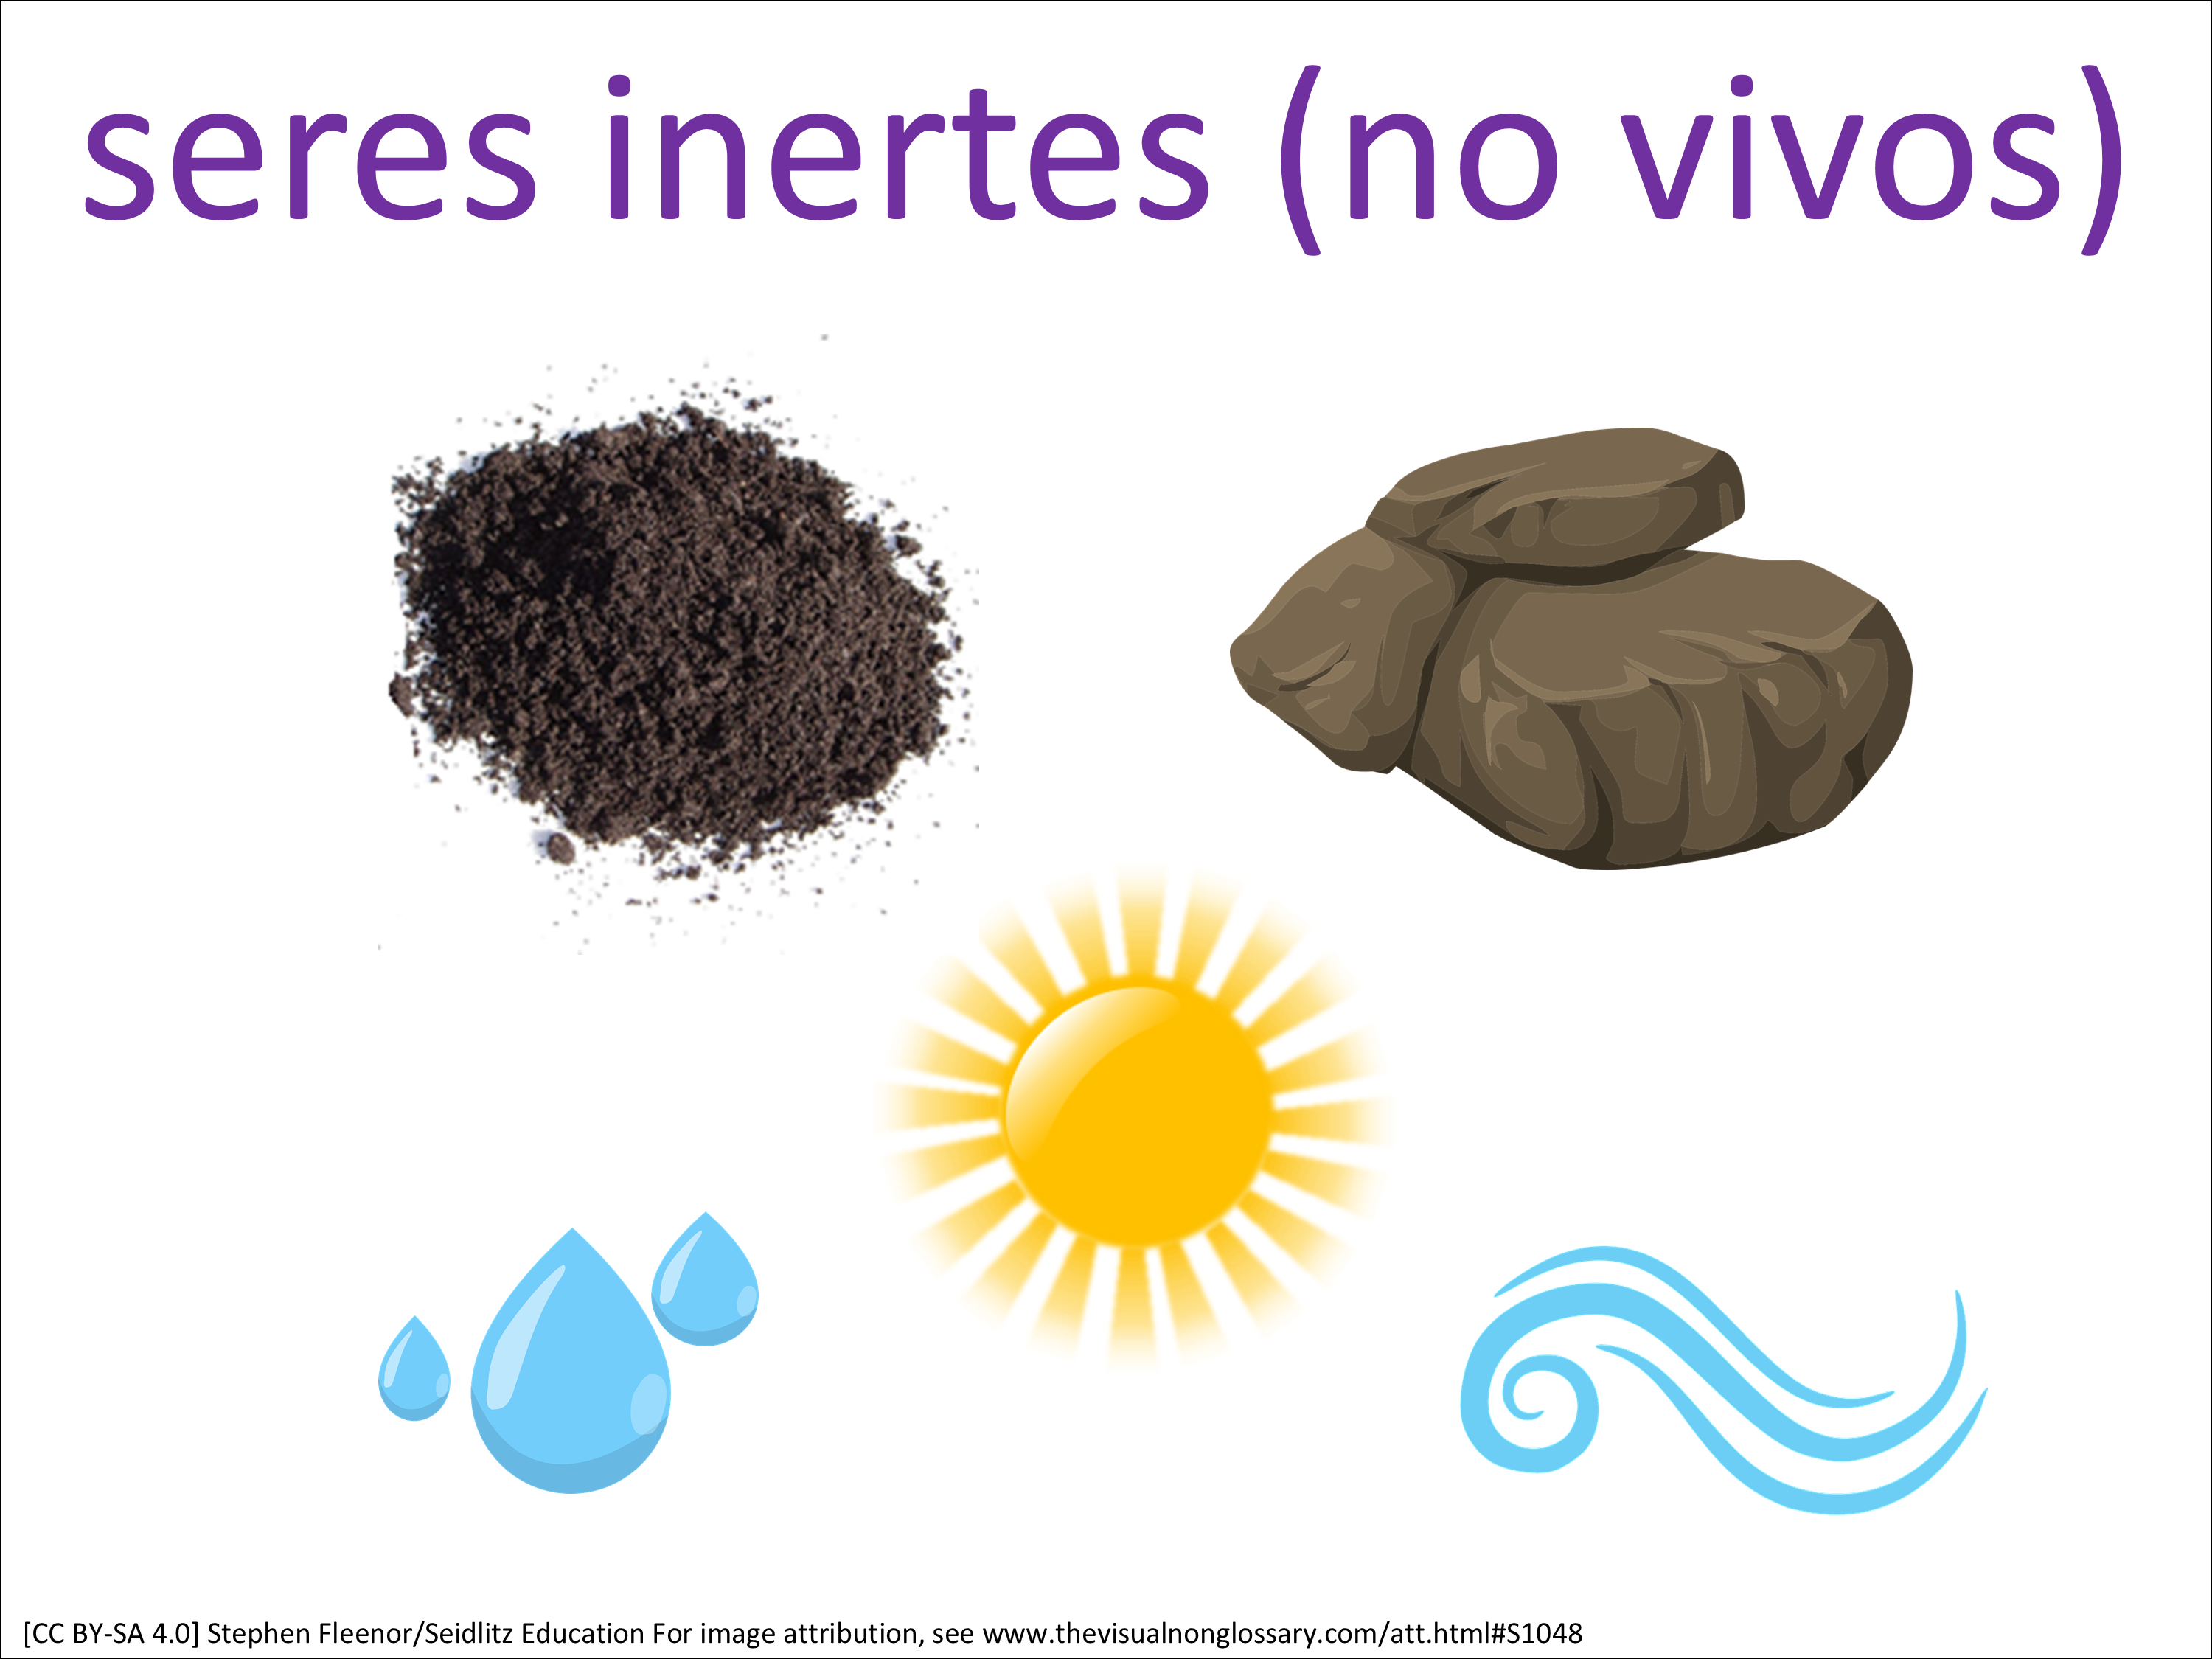 seres inertes (no vivos)
[CC BY-SA 4.0] Stephen Fleenor/Seidlitz Education For image attribution, see www.thevisualnonglossary.com/att.html#S1048